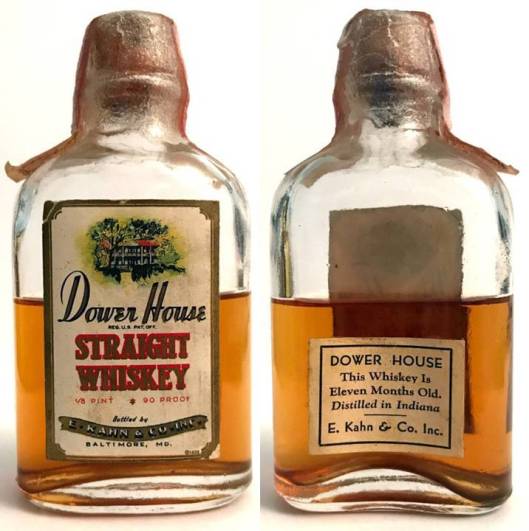 Dower House
REG. U.S. PAT. OFF.
STRAIGHT
WHISKEY
1/8 PINT * 90 PROOF
Bottled by
E. KAHN & CO. INC.
BALTIMORE, MD.
DOWER HOUSE
This Whiskey Is
Eleven Months Old.
Distilled in Indiana
E. Kahn & Co. Inc.